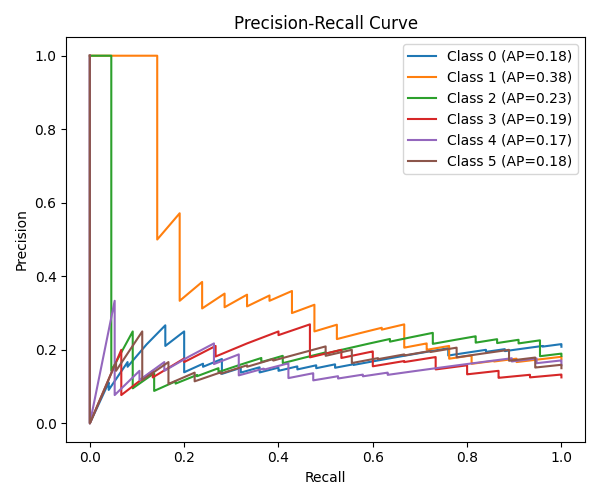 Precision-Recall Curve
Class 0 (AP=0.18)
Class 1 (AP=0.38)
Class 2 (AP=0.23)
Class 3 (AP=0.19)
Class 4 (AP=0.17)
Class 5 (AP=0.18)
Precision
1.0
0.8
0.6
0.4
0.2
0.0
0.0 0.2 0.4 0.6 0.8 1.0
Recall